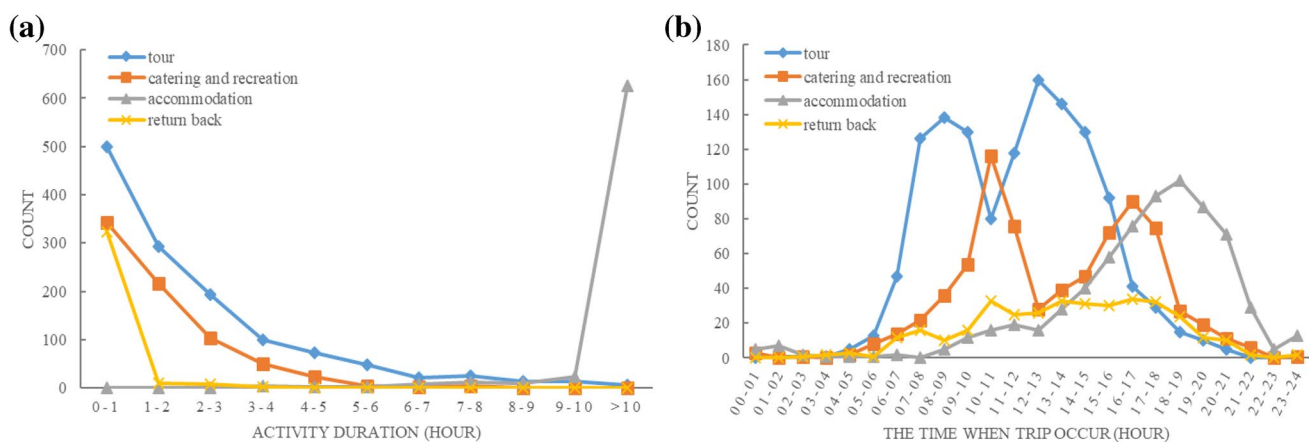 (a)
700
600
500
400
300
200
100
0
COUNT
tour
catering and recreation
accommodation
return back
0-1 1-2 2-3 3-4 4-5 5-6 6-7 7-8 8-9 9-10 >10
ACTIVITY DURATION (HOUR)
(b)
180
160
140
120
100
80
60
40
20
0
COUNT
tour
catering and recreation
accommodation
return back
00-01 01-02 02-03 03-04 04-05 05-06 06-07 07-08 08-09 09-10 10-11 11-12 12-13 13-14 14-15 15-16 16-17 17-18 18-19 19-20 20-21 21-22 22-23 23-24
THE TIME WHEN TRIP OCCUR (HOUR)